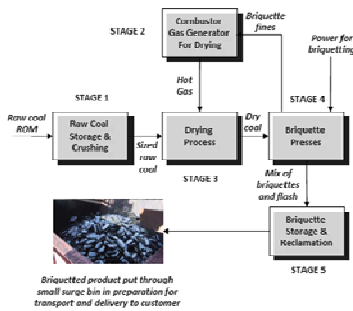 STAGE 2
Combustor
Gas Generator
For Drying
Briquette
fines
Power for
briquetting
Hot
Gas
STAGE 1
STAGE 4
Raw coal
ROM
Raw Coal
Storage &
Crushing
Sized
raw
coal
Drying
Process
Dry
coal
Briquette
Presses
STAGE 3
Mix of
briquettes
and flash
Briquette
Storage &
Reclamation
STAGE 5
Briquetted product put through
small surge bin in preparation for
transport and delivery to customer